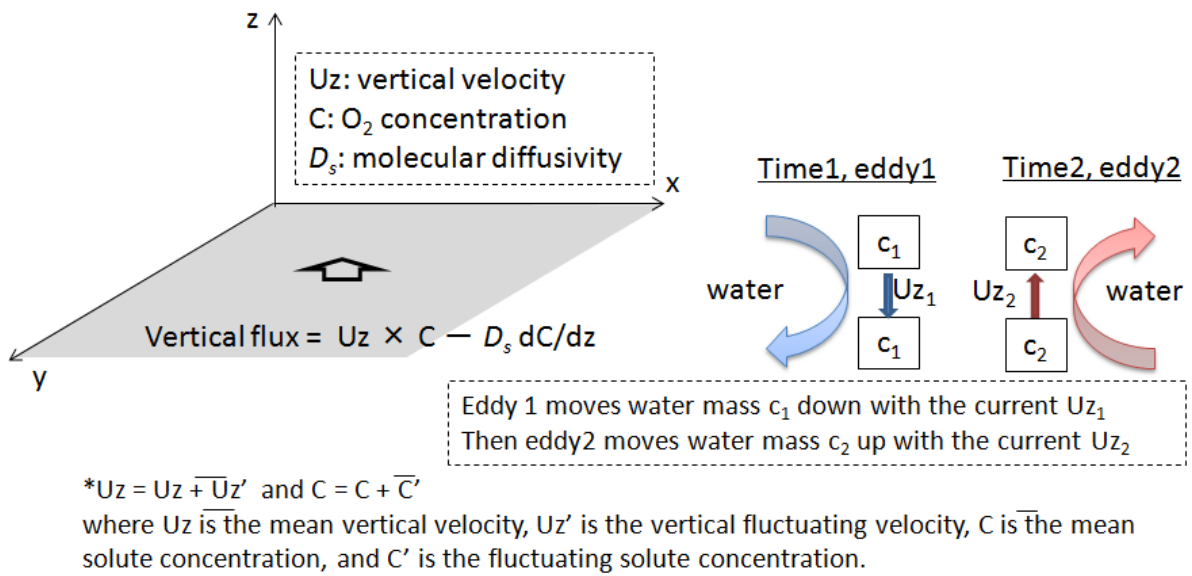 z
Uz: vertical velocity
C: O₂ concentration
Dₛ: molecular diffusivity
x
y
Vertical flux = Uz × C — Dₛ dC/dz
Time1, eddy1
Time2, eddy2
c₁
c₂
water
Uz₁
Uz₂
water
c₁
c₂
Eddy 1 moves water mass c₁ down with the current Uz₁
Then eddy2 moves water mass c₂ up with the current Uz₂
*Uz = Uz + Uz’ and C = C + C’
where Uz is the mean vertical velocity, Uz’ is the vertical fluctuating velocity, C is the mean
solute concentration, and C’ is the fluctuating solute concentration.